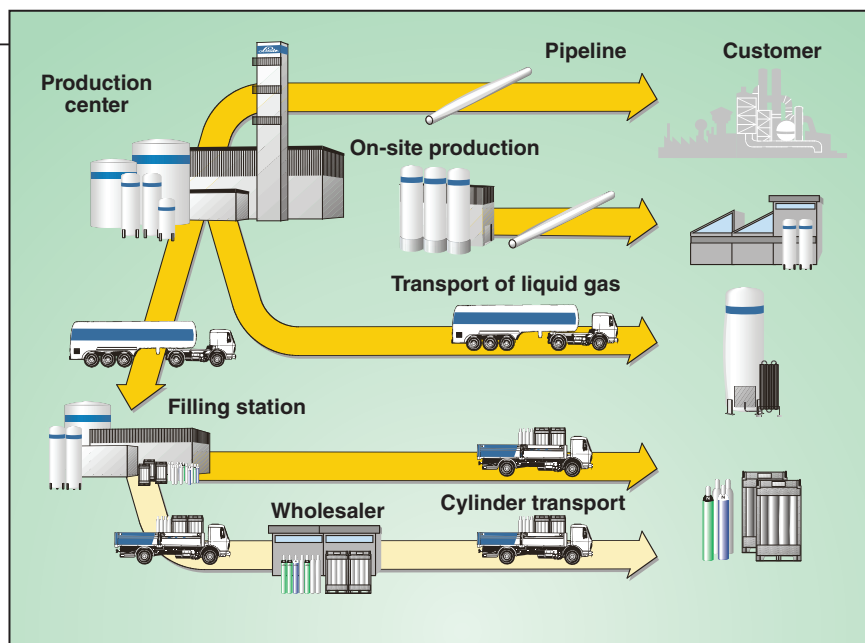 Pipeline
Customer
Production
center
On-site production
Transport of liquid gas
Filling station
Wholesaler
Cylinder transport